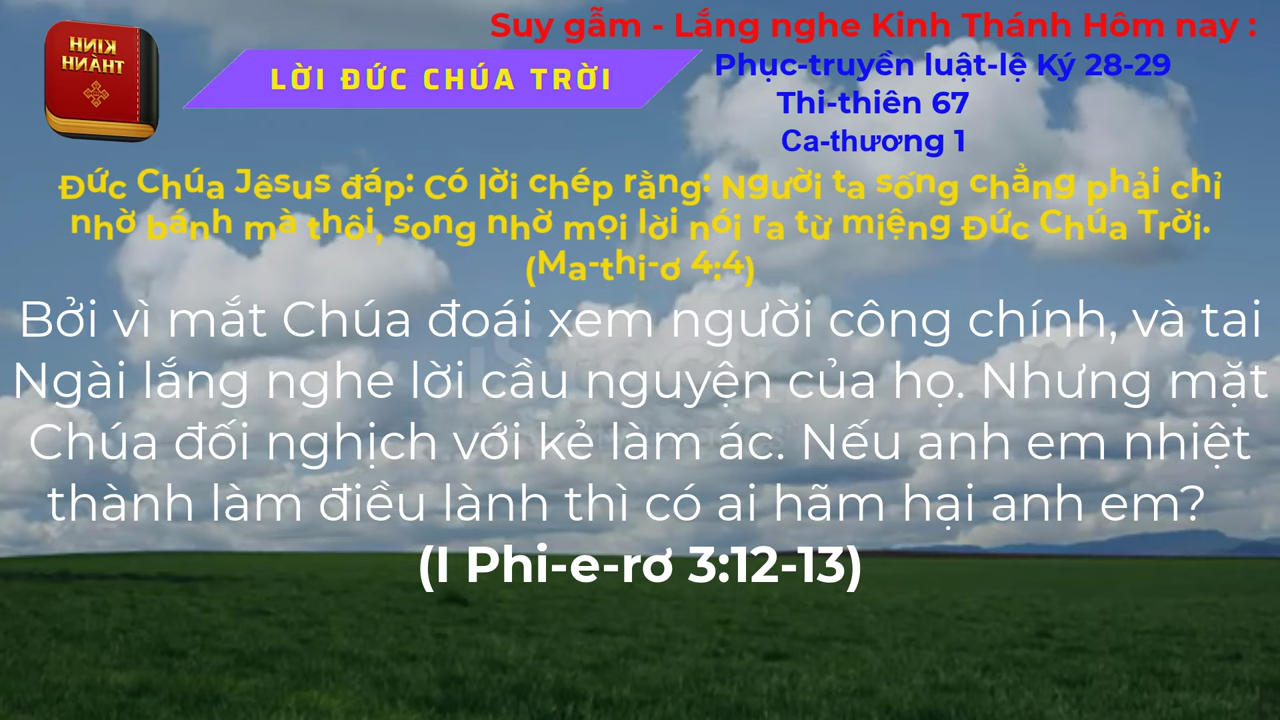 Suy gẫm - Lắng nghe Kinh Thánh Hôm nay :
KINH
THÁNH
LỜI ĐỨC CHÚA TRỜI
Phục-truyền luật-lệ Ký 28-29
Thi-thiên 67
Ca-thương 1
Đức Chúa Jêsus đáp: Có lời chép rằng: Người ta sống chẳng phải chỉ
nhờ bánh mà thôi, song nhờ mọi lời nói ra từ miệng Đức Chúa Trời.
(Ma-thi-ơ 4:4)
Bởi vì mắt Chúa đoái xem người công chính, và tai
Ngài lắng nghe lời cầu nguyện của họ. Nhưng mặt
Chúa đối nghịch với kẻ làm ác. Nếu anh em nhiệt
thành làm điều lành thì có ai hãm hại anh em?
(I Phi-e-rơ 3:12-13)